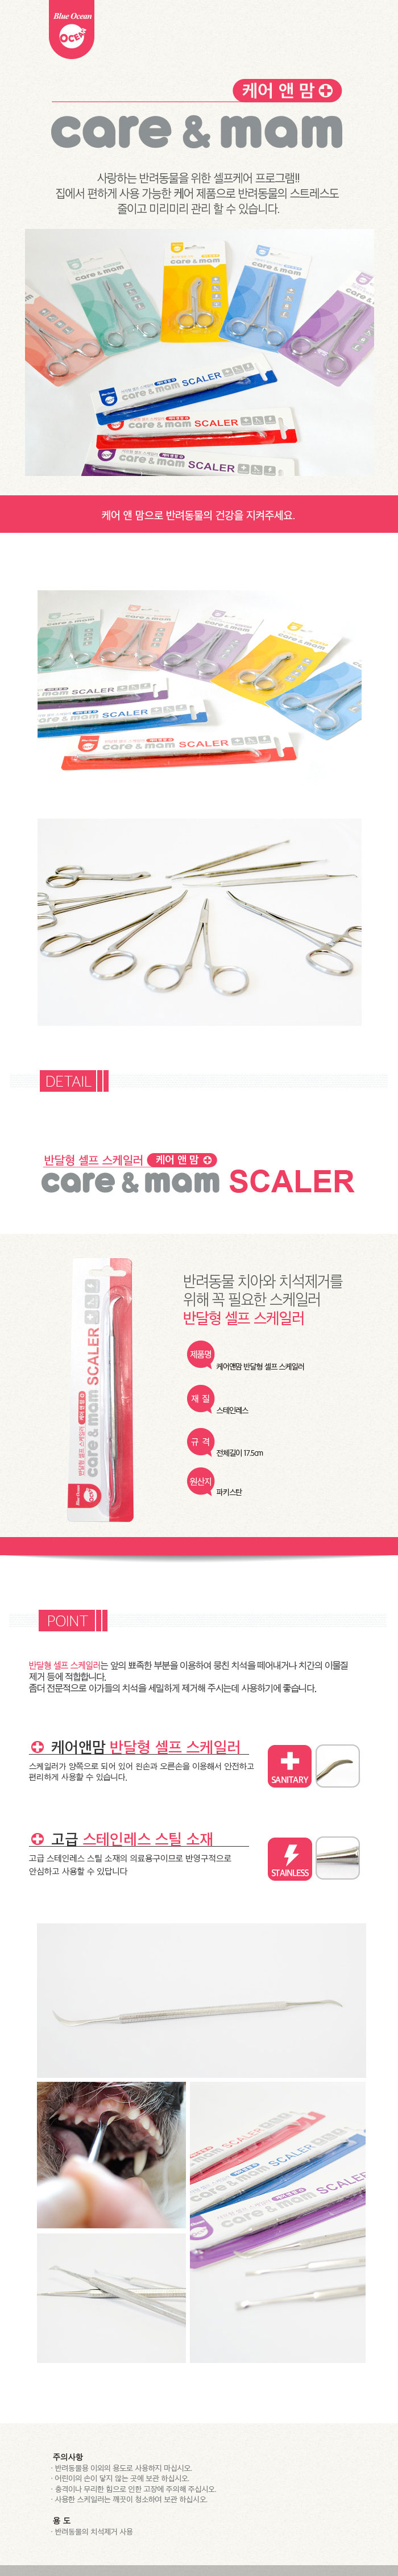 Blue Ocean
OCEAN
케어 앤 맘
care & mam
사랑하는 반려동물을 위한 셀프케어 프로그램!!
집에서 편하게 사용 가능한 케어 제품으로 반려동물의 스트레스도
줄이고 미리미리 관리 할 수 있습니다.
care & mam
care & mam SCALER
care & mam SCALER
care & mam SCALER
케어 앤 맘으로 반려동물의 건강을 지켜주세요.
care & mam
SCALER
SCALER
care & mam SCALER
DETAIL
반달형 셀프 스케일러 케어 앤 맘
care & mam SCALER
반려동물 치아와 치석제거를
위해 꼭 필요한 스케일러
반달형 셀프 스케일러
Blue Ocean
반달형 셀프 스케일러 케어 앤 맘
care & mam SCALER
제품명 케어앤맘 반달형 셀프 스케일러
재 질 스테인레스
규 격 전체길이 17.5cm
원산지 파키스탄
POINT
반달형 셀프 스케일러는 앞의 뾰족한 부분을 이용하여 뭉친 치석을 떼어내거나 치간의 이물질
제거 등에 적합합니다.
좀더 전문적으로 아가들의 치석을 세밀하게 제거해 주시는데 사용하기에 좋습니다.
케어앤맘 반달형 셀프 스케일러
스케일러가 양쪽으로 되어 있어 왼손과 오른손을 이용해서 안전하고
편리하게 사용할 수 있습니다.
SANITARY
고급 스테인레스 스틸 소재
고급 스테인레스 스틸 소재의 의료용구이므로 반영구적으로
안심하고 사용할 수 있답니다
STAINLESS
care & mam SCALER
care & mam SCALER
care & mam SCALER
주의사항
· 반려동물용 이외의 용도로 사용하지 마십시오.
· 어린이의 손이 닿지 않는 곳에 보관 하십시오.
· 충격이나 무리한 힘으로 인한 고장에 주의해 주십시오.
· 사용한 스케일러는 깨끗이 청소하여 보관 하십시오.
용 도
· 반려동물의 치석제거 사용